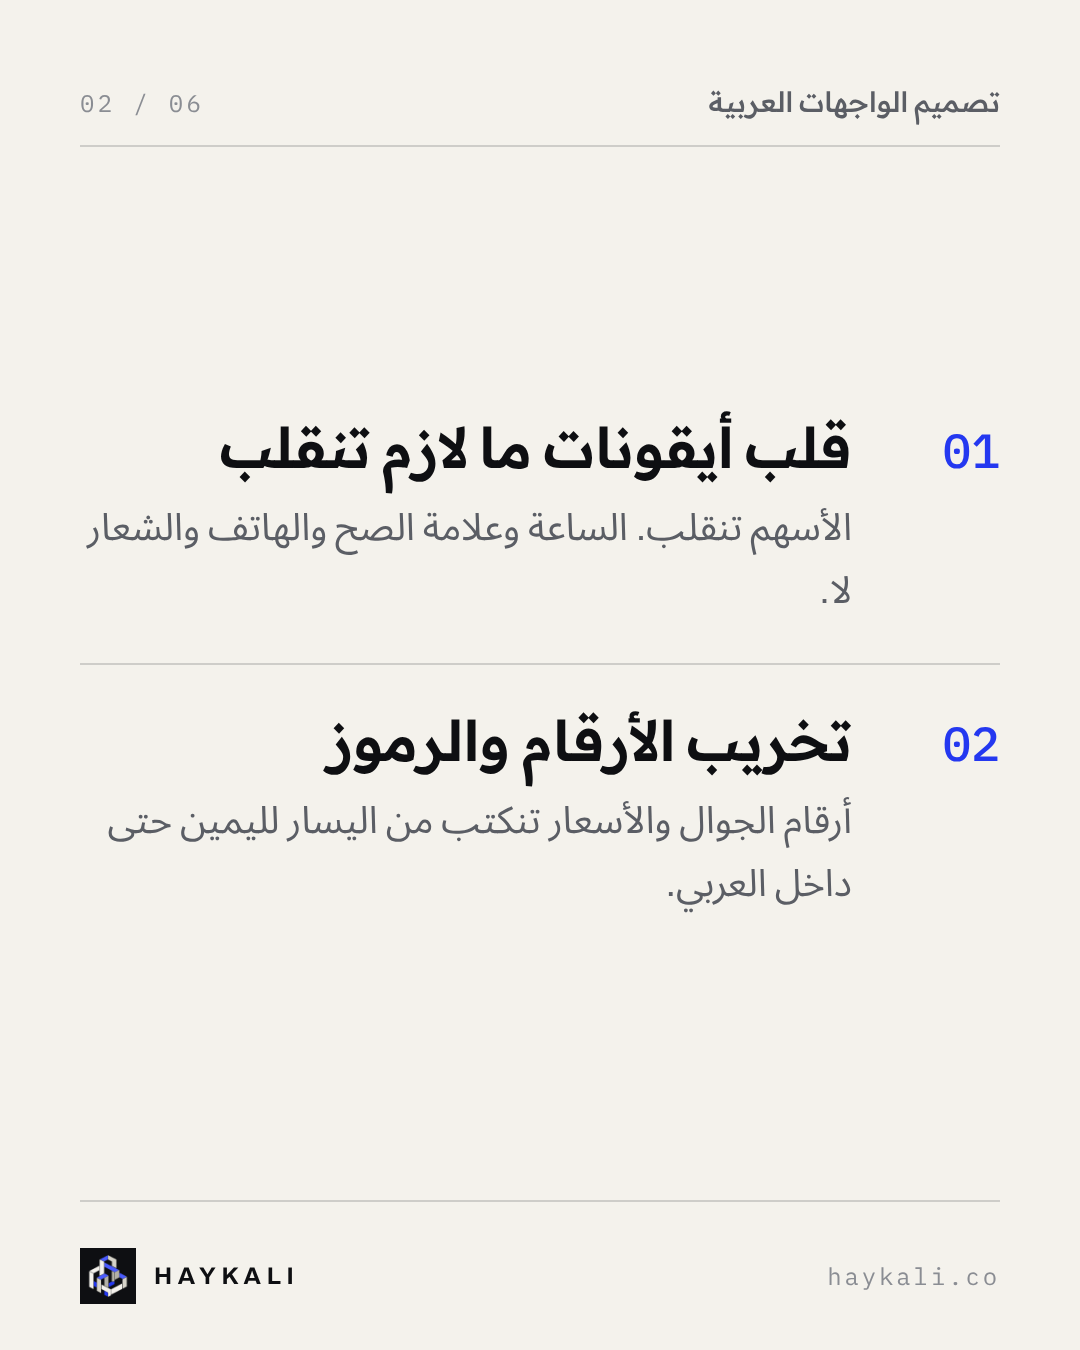 تصميم الواجهات العربية
02 / 06
01
قلب أيقونات ما لازم تنقلب
الأسهم تنقلب. الساعة وعلامة الصح والهاتف والشعار
لا.
02
تخريب الأرقام والرموز
أرقام الجوال والأسعار تنكتب من اليسار لليمين حتى
داخل العربي.
HAYKALI
haykali.co